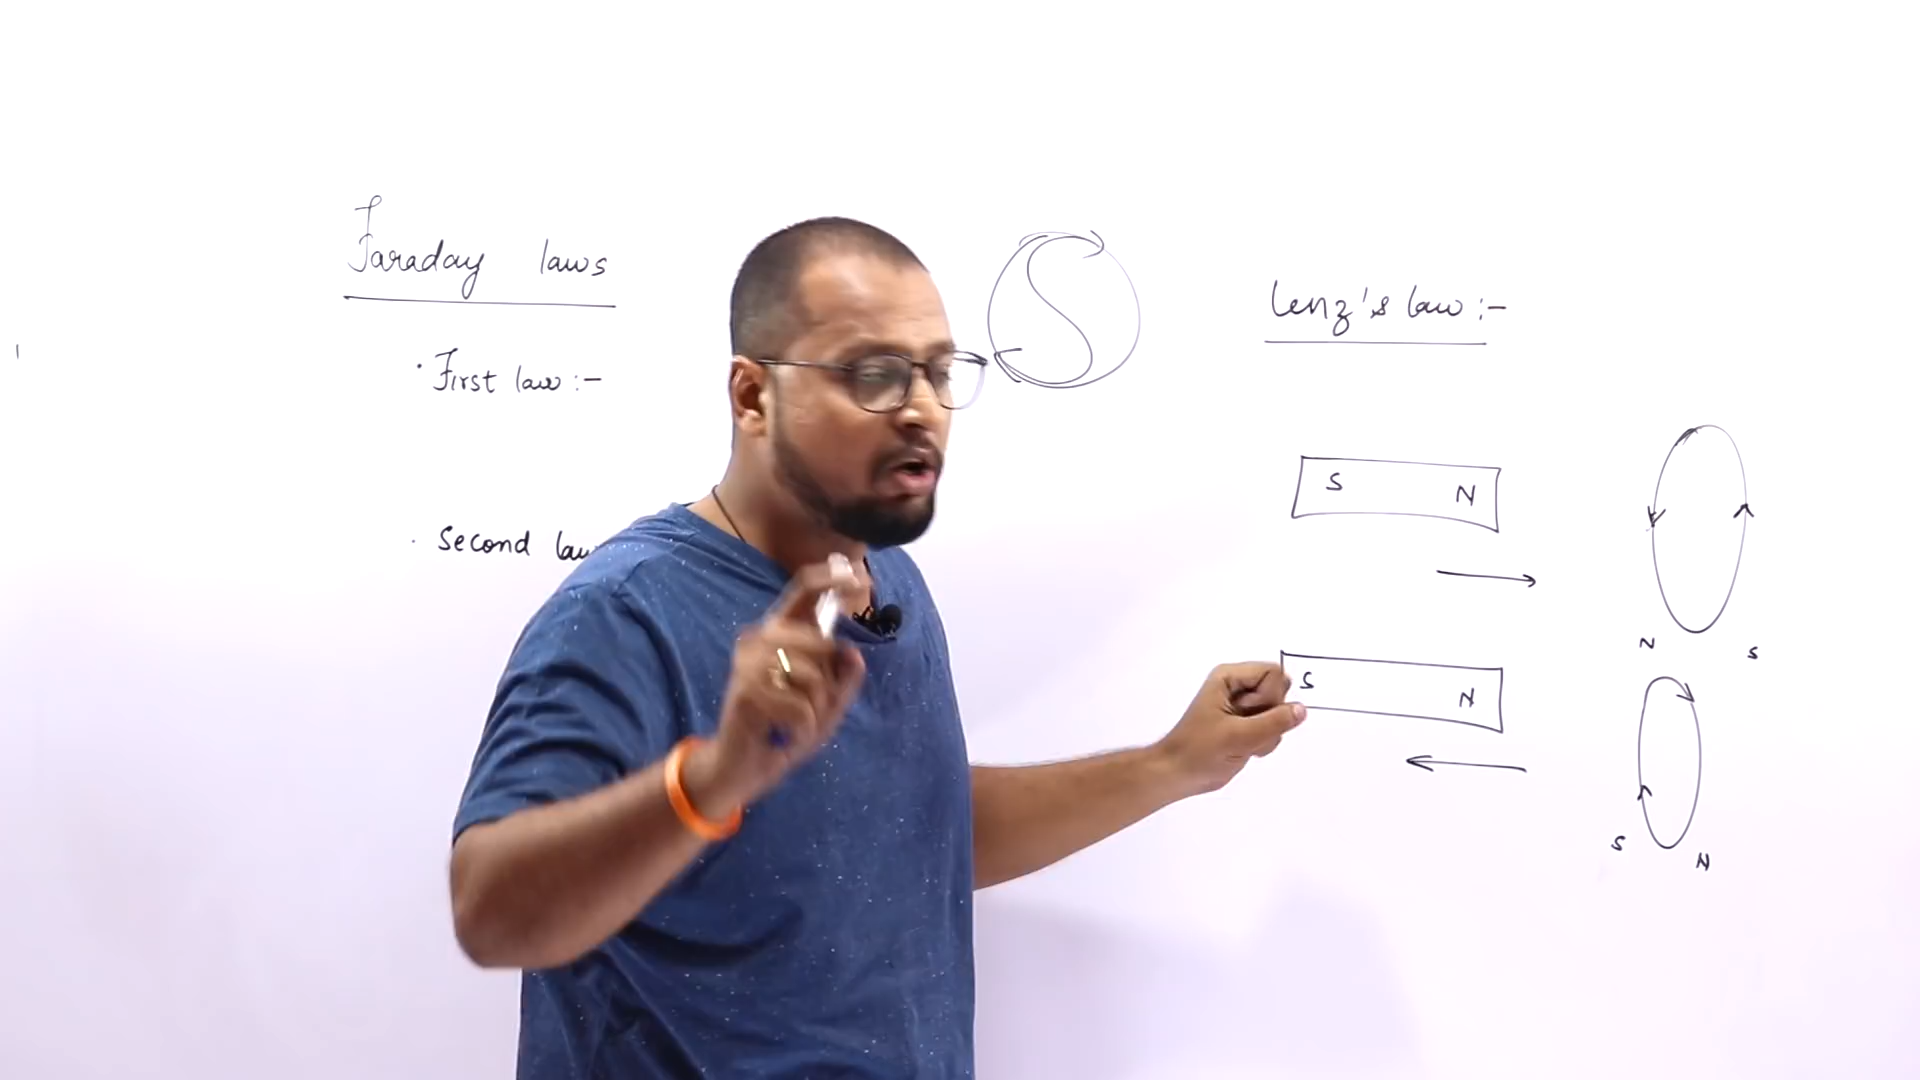 Faraday laws
• First law :-
• Second law
S
Lenz's law :-
S N
N S
S N
S N